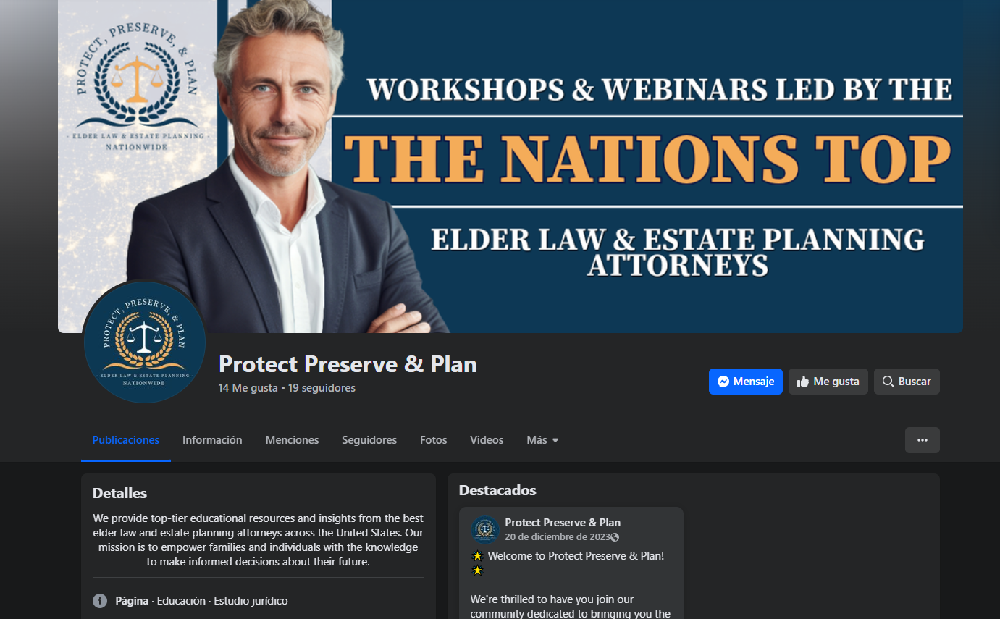 PROTECT, PRESERVE, & PLAN
· ELDER LAW & ESTATE PLANNING ·
NATIONWIDE
WORKSHOPS & WEBINARS LED BY THE
THE NATIONS TOP
ELDER LAW & ESTATE PLANNING
ATTORNEYS
PROTECT, PRESERVE, & PLAN
· ELDER LAW & ESTATE PLANNING ·
NATIONWIDE
Protect Preserve & Plan
14 Me gusta • 19 seguidores
Mensaje
Me gusta
Buscar
Publicaciones
Información
Menciones
Seguidores
Fotos
Videos
Más
Detalles
We provide top-tier educational resources and insights from the best
elder law and estate planning attorneys across the United States. Our
mission is to empower families and individuals with the knowledge
to make informed decisions about their future.
Página · Educación · Estudio jurídico
Destacados
Protect Preserve & Plan
20 de diciembre de 2023
Welcome to Protect Preserve & Plan!
We're thrilled to have you join our
community dedicated to bringing you the